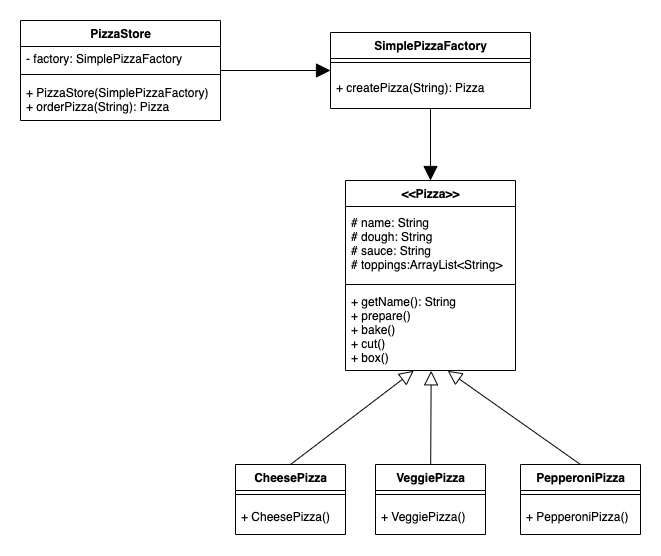 PizzaStore
- factory: SimplePizzaFactory
+ PizzaStore(SimplePizzaFactory)
+ orderPizza(String): Pizza
SimplePizzaFactory
+ createPizza(String): Pizza
<<Pizza>>
# name: String
# dough: String
# sauce: String
# toppings:ArrayList<String>
+ getName(): String
+ prepare()
+ bake()
+ cut()
+ box()
CheesePizza
+ CheesePizza()
VeggiePizza
+ VeggiePizza()
PepperoniPizza
+ PepperoniPizza()